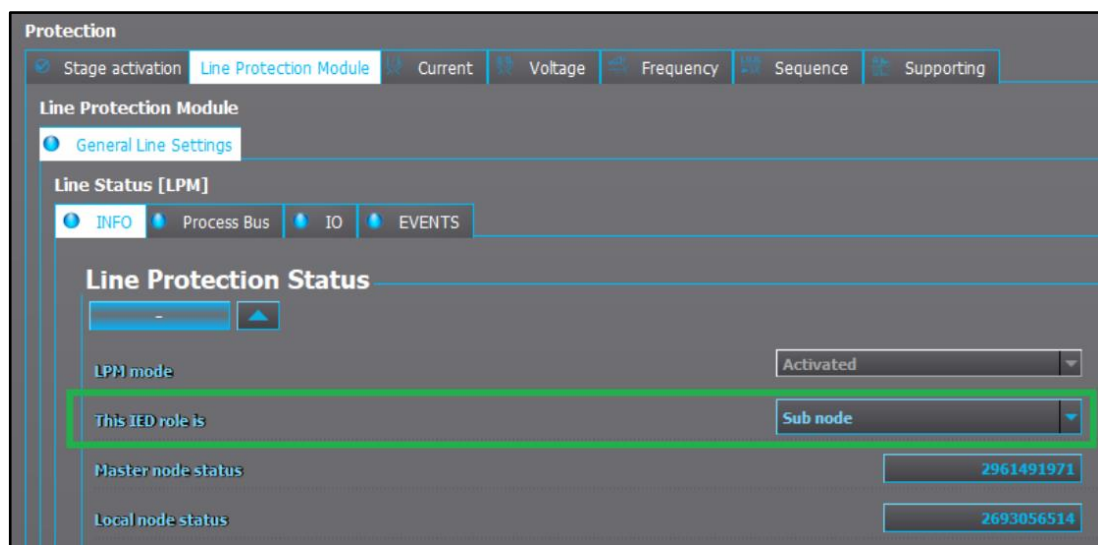 Protection
Stage activation Line Protection Module Current Voltage Frequency Sequence Supporting
Line Protection Module
General Line Settings
Line Status [LPM]
INFO Process Bus IO EVENTS
Line Protection Status
-
LPM mode Activated
This IED role is Sub node
Master node status 2961491971
Local node status 2693056514